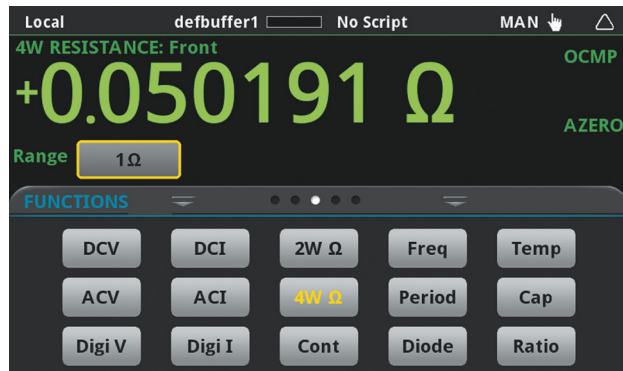 Local defbuffer1 No Script MAN
4W RESISTANCE: Front
OCMP
+0.050191 Ω
AZERO
Range 1Ω
FUNCTIONS
DCV DCI 2W Ω Freq Temp
ACV ACI 4W Ω Period Cap
Digi V Digi I Cont Diode Ratio